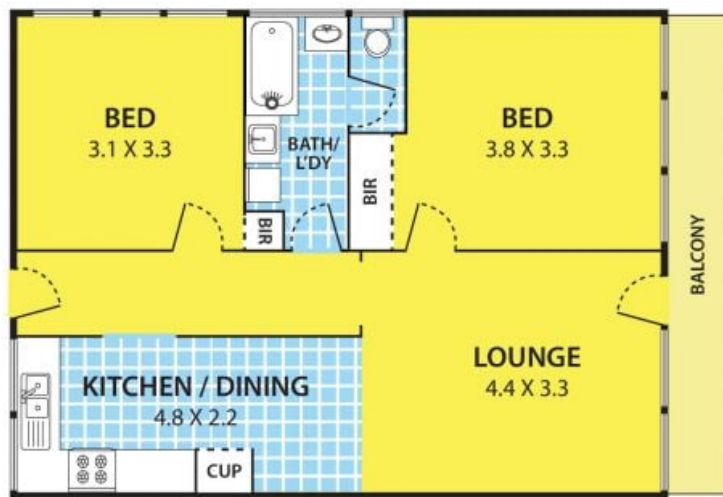 BED
3.1 X 3.3
BATH/
L'DY
BED
3.8 X 3.3
BIR
BIR
BALCONY
LOUNGE
4.4 X 3.3
KITCHEN / DINING
4.8 X 2.2
CUP